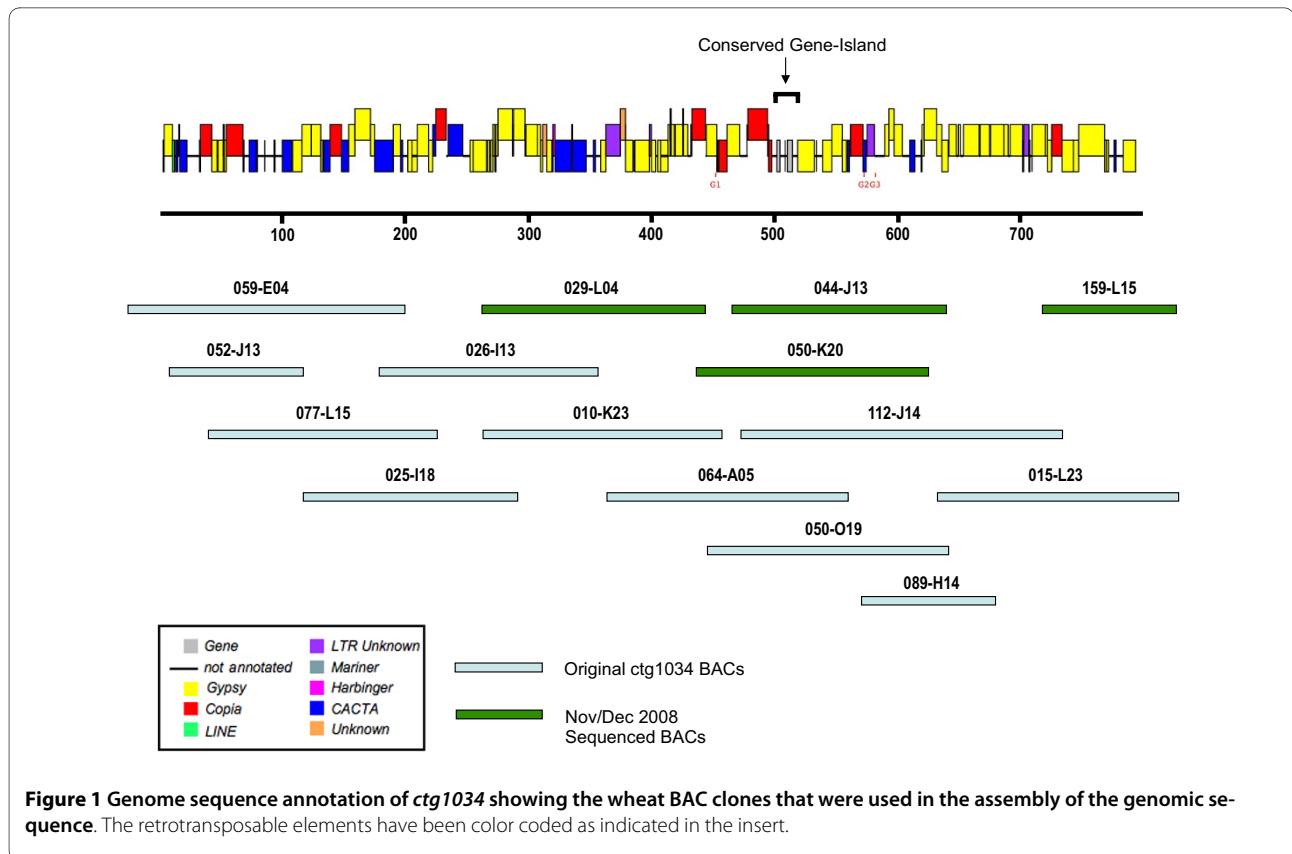 Conserved Gene-Island
G1
G2G3
100 200 300 400 500 600 700
059-E04 029-L04 044-J13 159-L15
052-J13 026-I13 050-K20
077-L15 010-K23 112-J14
025-I18 064-A05 015-L23
050-O19
089-H14
Gene LTR Unknown
not annotated Mariner
Gypsy Harbinger
Copia CACTA
LINE Unknown
Original ctg1034 BACs
Nov/Dec 2008
Sequenced BACs
Figure 1 Genome sequence annotation of ctg1034 showing the wheat BAC clones that were used in the assembly of the genomic se-
quence. The retrotransposable elements have been color coded as indicated in the insert.